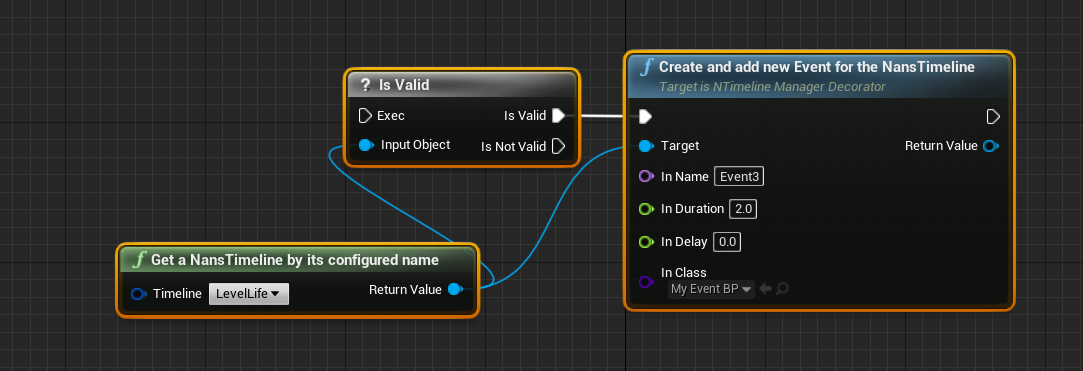 ? Is Valid
Exec
Is Valid
Input Object
Is Not Valid
f Create and add new Event for the NansTimeline
Target is NTimeline Manager Decorator
Target
Return Value
In Name Event3
In Duration 2.0
In Delay 0.0
In Class
My Event BP
f Get a NansTimeline by its configured name
Timeline LevelLife
Return Value